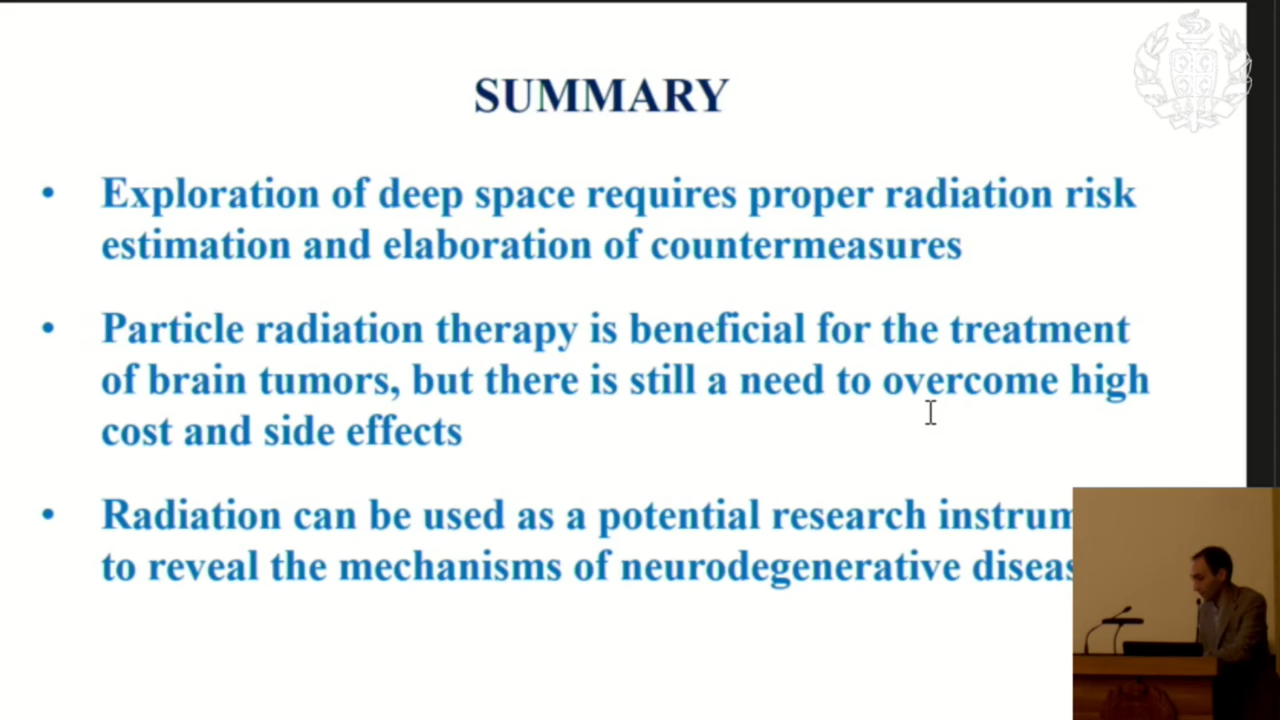 SUMMARY
• Exploration of deep space requires proper radiation risk
estimation and elaboration of countermeasures
• Particle radiation therapy is beneficial for the treatment
of brain tumors, but there is still a need to overcome high
cost and side effects
• Radiation can be used as a potential research
to reveal the mechanisms of neurodegenerative